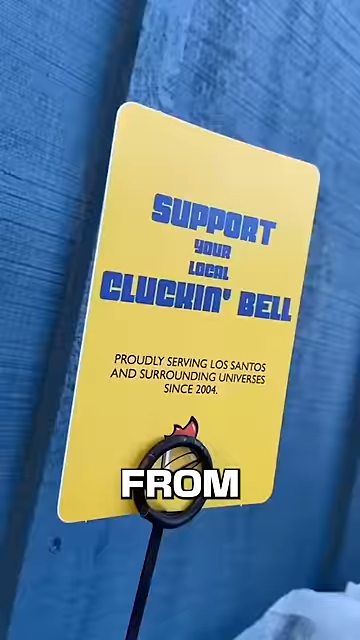 SUPPORT
YOUR
LOCAL
CLUCKIN' BELL
PROUDLY SERVING LOS SANTOS
AND SURROUNDING UNIVERSES
SINCE 2004.
FROM